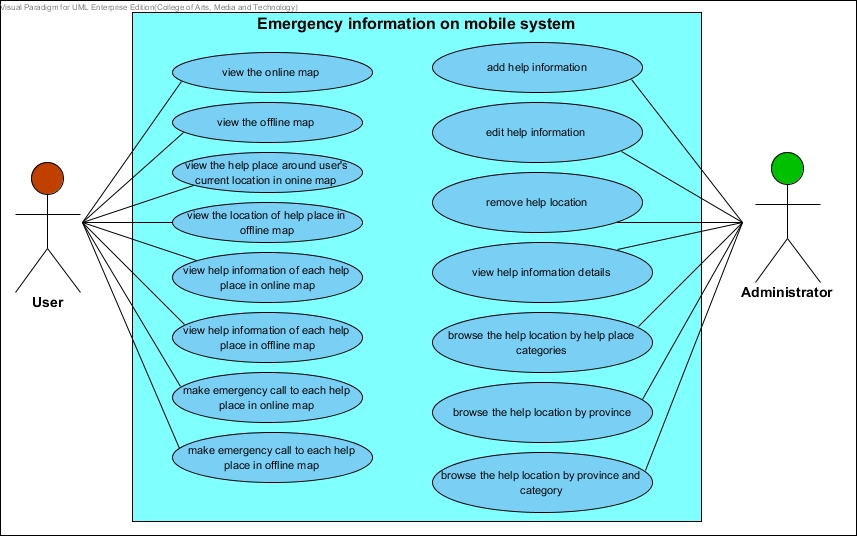 Visual Paradigm for UML Enterprise Edition(College of Arts, Media and Technology)
Emergency information on mobile system
view the online map
view the offline map
view the help place around user's
current location in onine map
view the location of help place in
offline map
view help information of each help
place in online map
view help information of each help
place in offline map
make emergency call to each help
place in online map
make emergency call to each help
place in offline map
add help information
edit help information
remove help location
view help information details
browse the help location by help place
categories
browse the help location by province
browse the help location by province and
category
User
Administrator